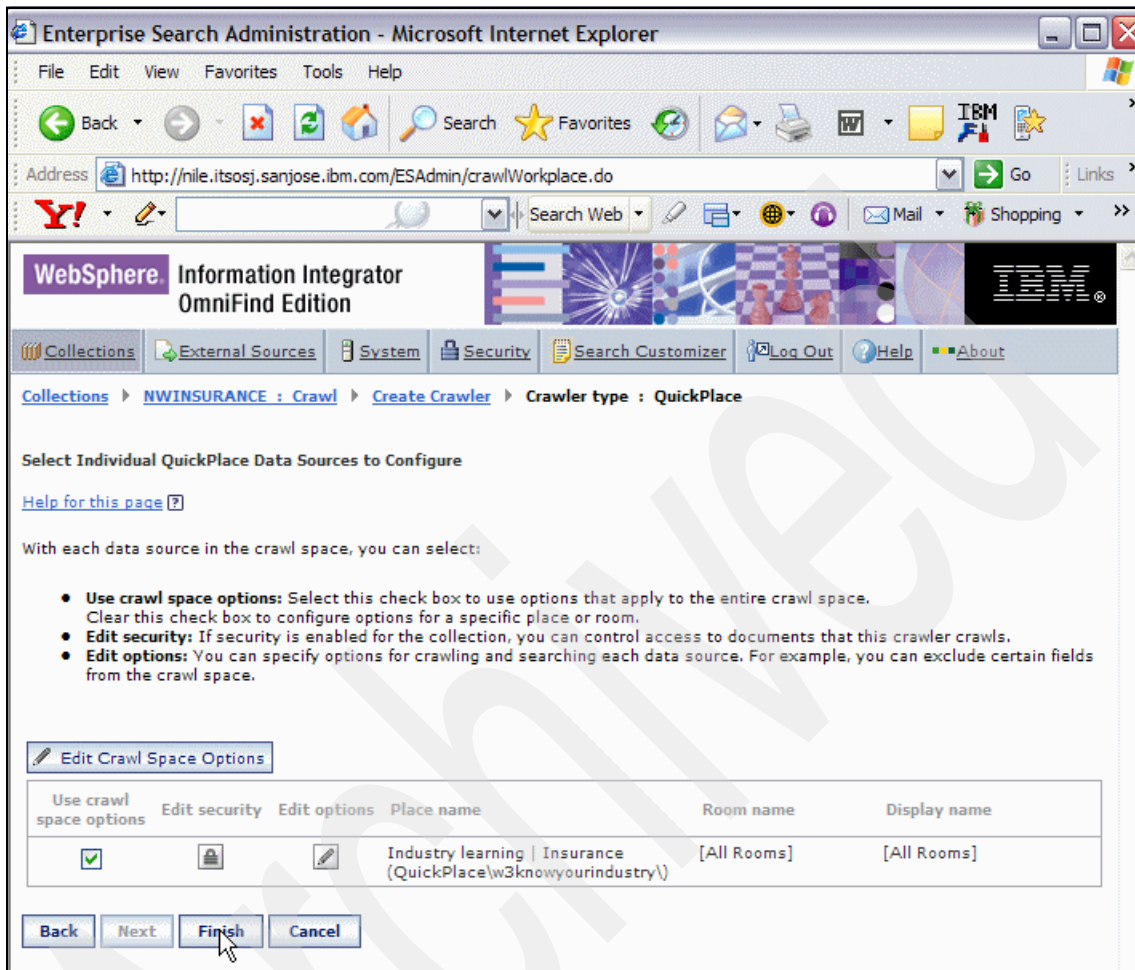 Enterprise Search Administration - Microsoft Internet Explorer
File Edit View Favorites Tools Help
Back Search Favorites IBM
Address http://nile.itsosj.sanjose.ibm.com/ESAdmin/crawlWorkplace.do Go Links
Y! Search Web Mail Shopping
WebSphere. Information Integrator
OmniFind Edition
IBM®
Collections External Sources System Security Search Customizer Log Out Help About
Collections NWINSURANCE : Crawl Create Crawler Crawler type : QuickPlace
Select Individual QuickPlace Data Sources to Configure
Help for this page ?
With each data source in the crawl space, you can select:
• Use crawl space options: Select this check box to use options that apply to the entire crawl space.
Clear this check box to configure options for a specific place or room.
• Edit security: If security is enabled for the collection, you can control access to documents that this crawler crawls.
• Edit options: You can specify options for crawling and searching each data source. For example, you can exclude certain fields
from the crawl space.
Edit Crawl Space Options
Use crawl
space options Edit security Edit options Place name Room name Display name
Industry learning | Insurance [All Rooms] [All Rooms]
(QuickPlace\w3knowyourindustry\)
Back Next Finish Cancel
Archived